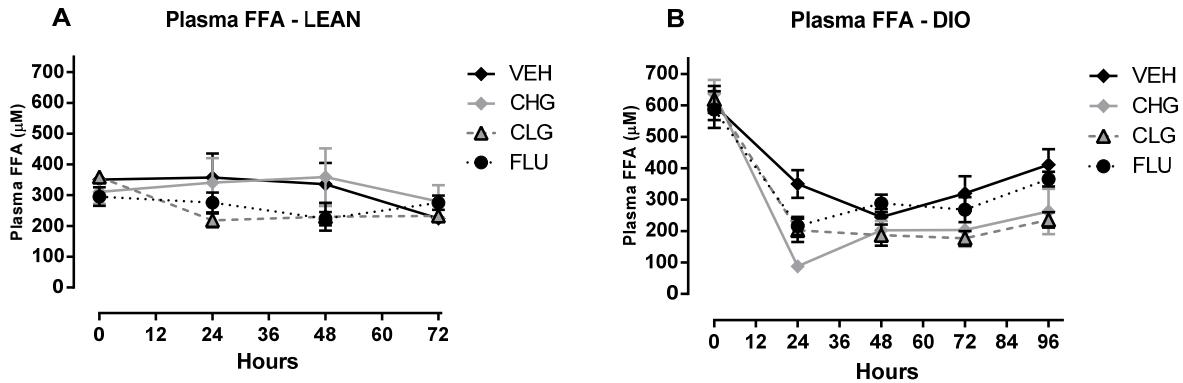 A
Plasma FFA - LEAN
Plasma FFA (μM)
700
600
500
400
300
200
100
0
0 12 24 36 48 60 72
Hours
VEH
CHG
CLG
FLU
B
Plasma FFA - DIO
Plasma FFA (μM)
700
600
500
400
300
200
100
0
0 12 24 36 48 60 72 84 96
Hours
VEH
CHG
CLG
FLU